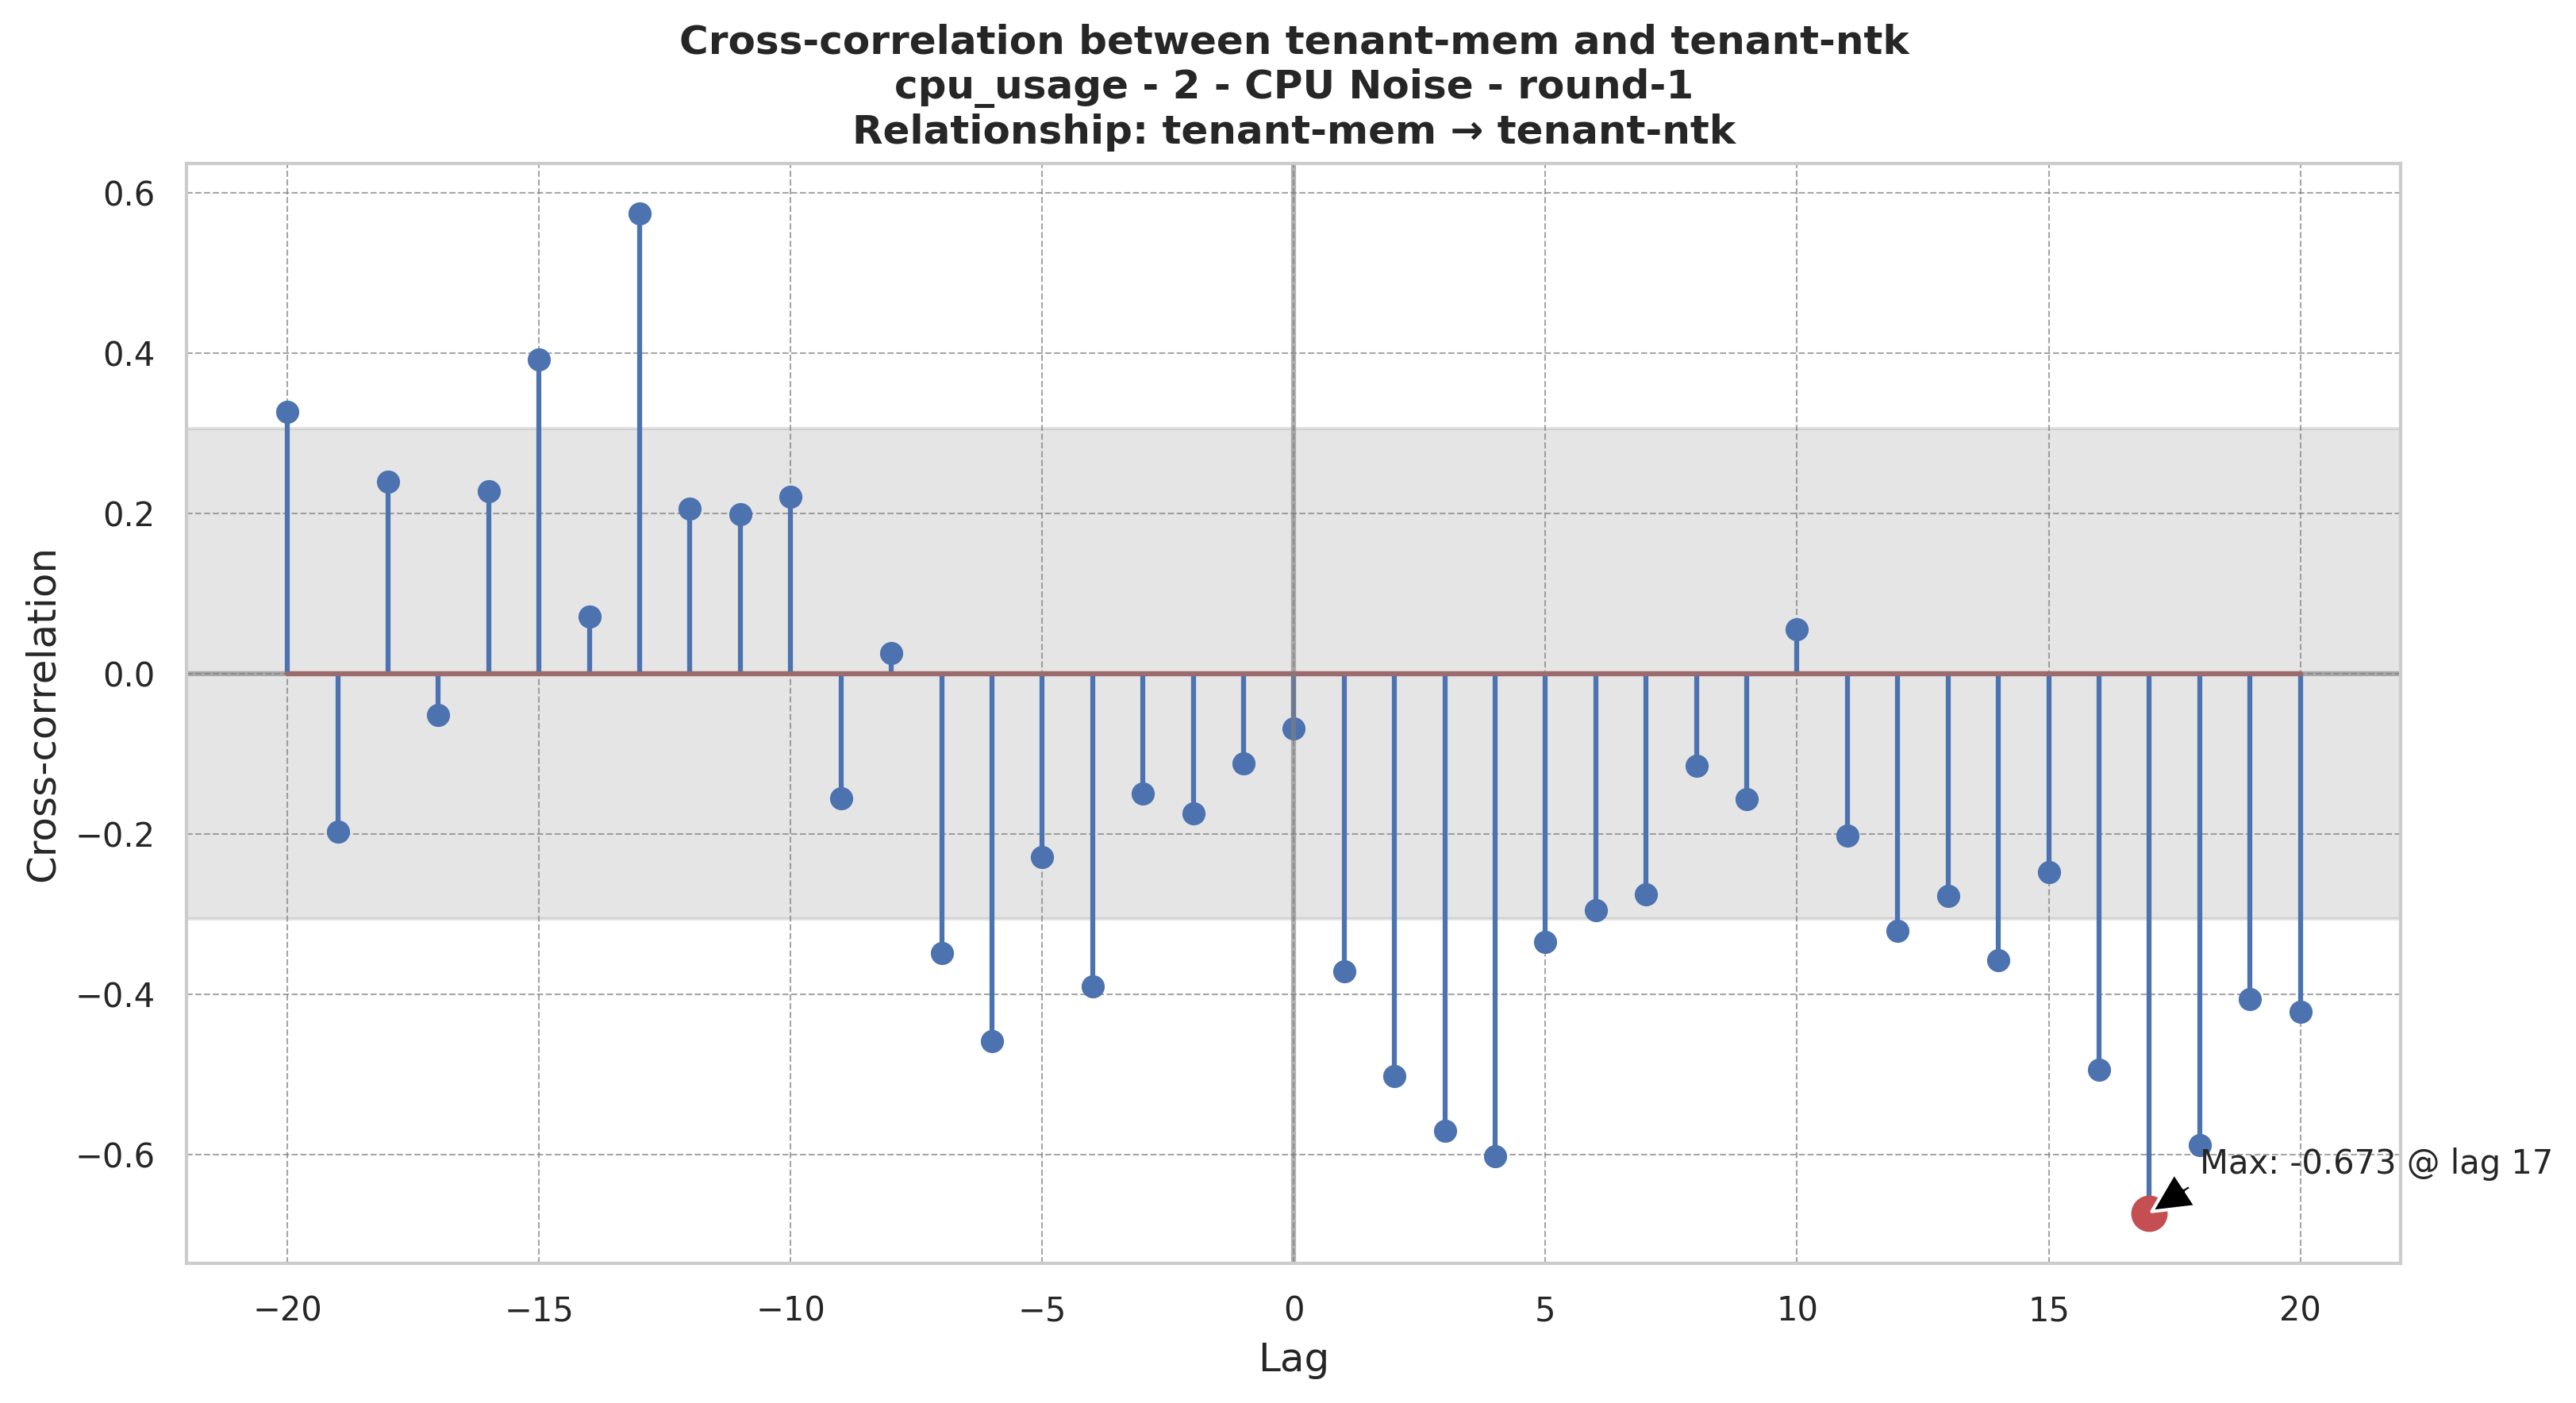 Cross-correlation between tenant-mem and tenant-ntk
cpu_usage - 2 - CPU Noise - round-1
Relationship: tenant-mem → tenant-ntk
0.6
0.4
0.2
0.0
−0.2
−0.4
−0.6
Cross-correlation
Max: -0.673 @ lag 17
−20 −15 −10 −5 0 5 10 15 20
Lag